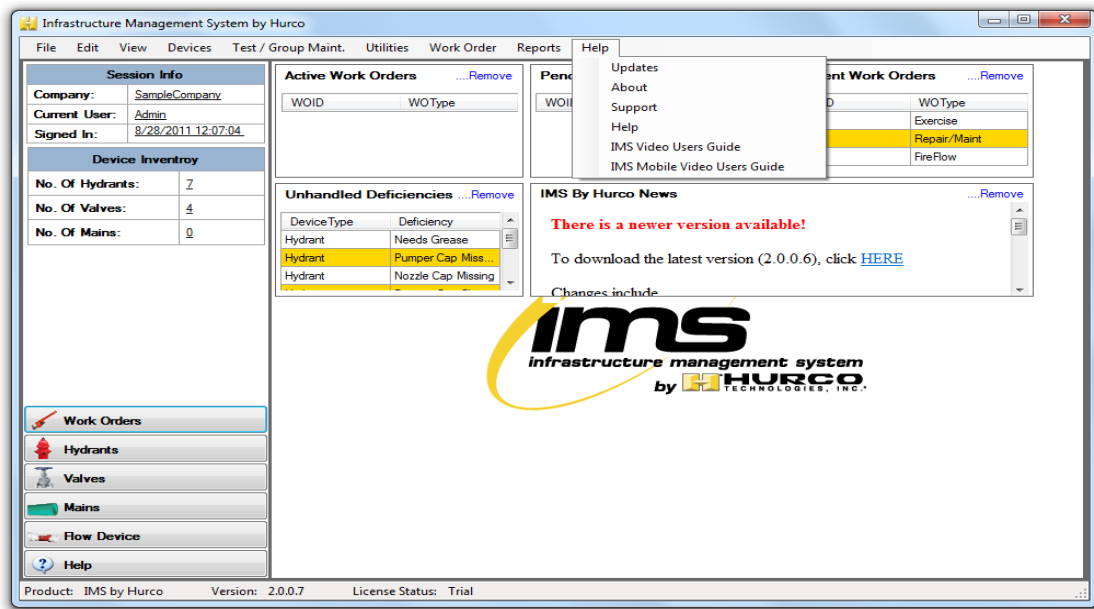 Infrastructure Management System by Hurco
File Edit View Devices Test / Group Maint. Utilities Work Order Reports Help
Updates
About
Support
Help
IMS Video Users Guide
IMS Mobile Video Users Guide
Session Info
Company: SampleCompany
Current User: Admin
Signed In: 8/28/2011 12:07:04
Device Inventroy
No. Of Hydrants: 7
No. Of Valves: 4
No. Of Mains: 0
Active Work Orders ....Remove
WOID WOType
Work Orders ....Remove
WOType
Exercise
Repair/Maint
FireFlow
Unhandled Deficiencies ....Remove
DeviceType Deficiency
Hydrant Needs Grease
Hydrant Pumper Cap Miss...
Hydrant Nozzle Cap Missing
IMS By Hurco News ....Remove
There is a newer version available!
To download the latest version (2.0.0.6), click HERE
Changes include
ims
infrastructure management system
by HURCO
TECHNOLOGIES, INC.
Work Orders
Hydrants
Valves
Mains
Flow Device
Help
Product: IMS by Hurco Version: 2.0.0.7 License Status: Trial